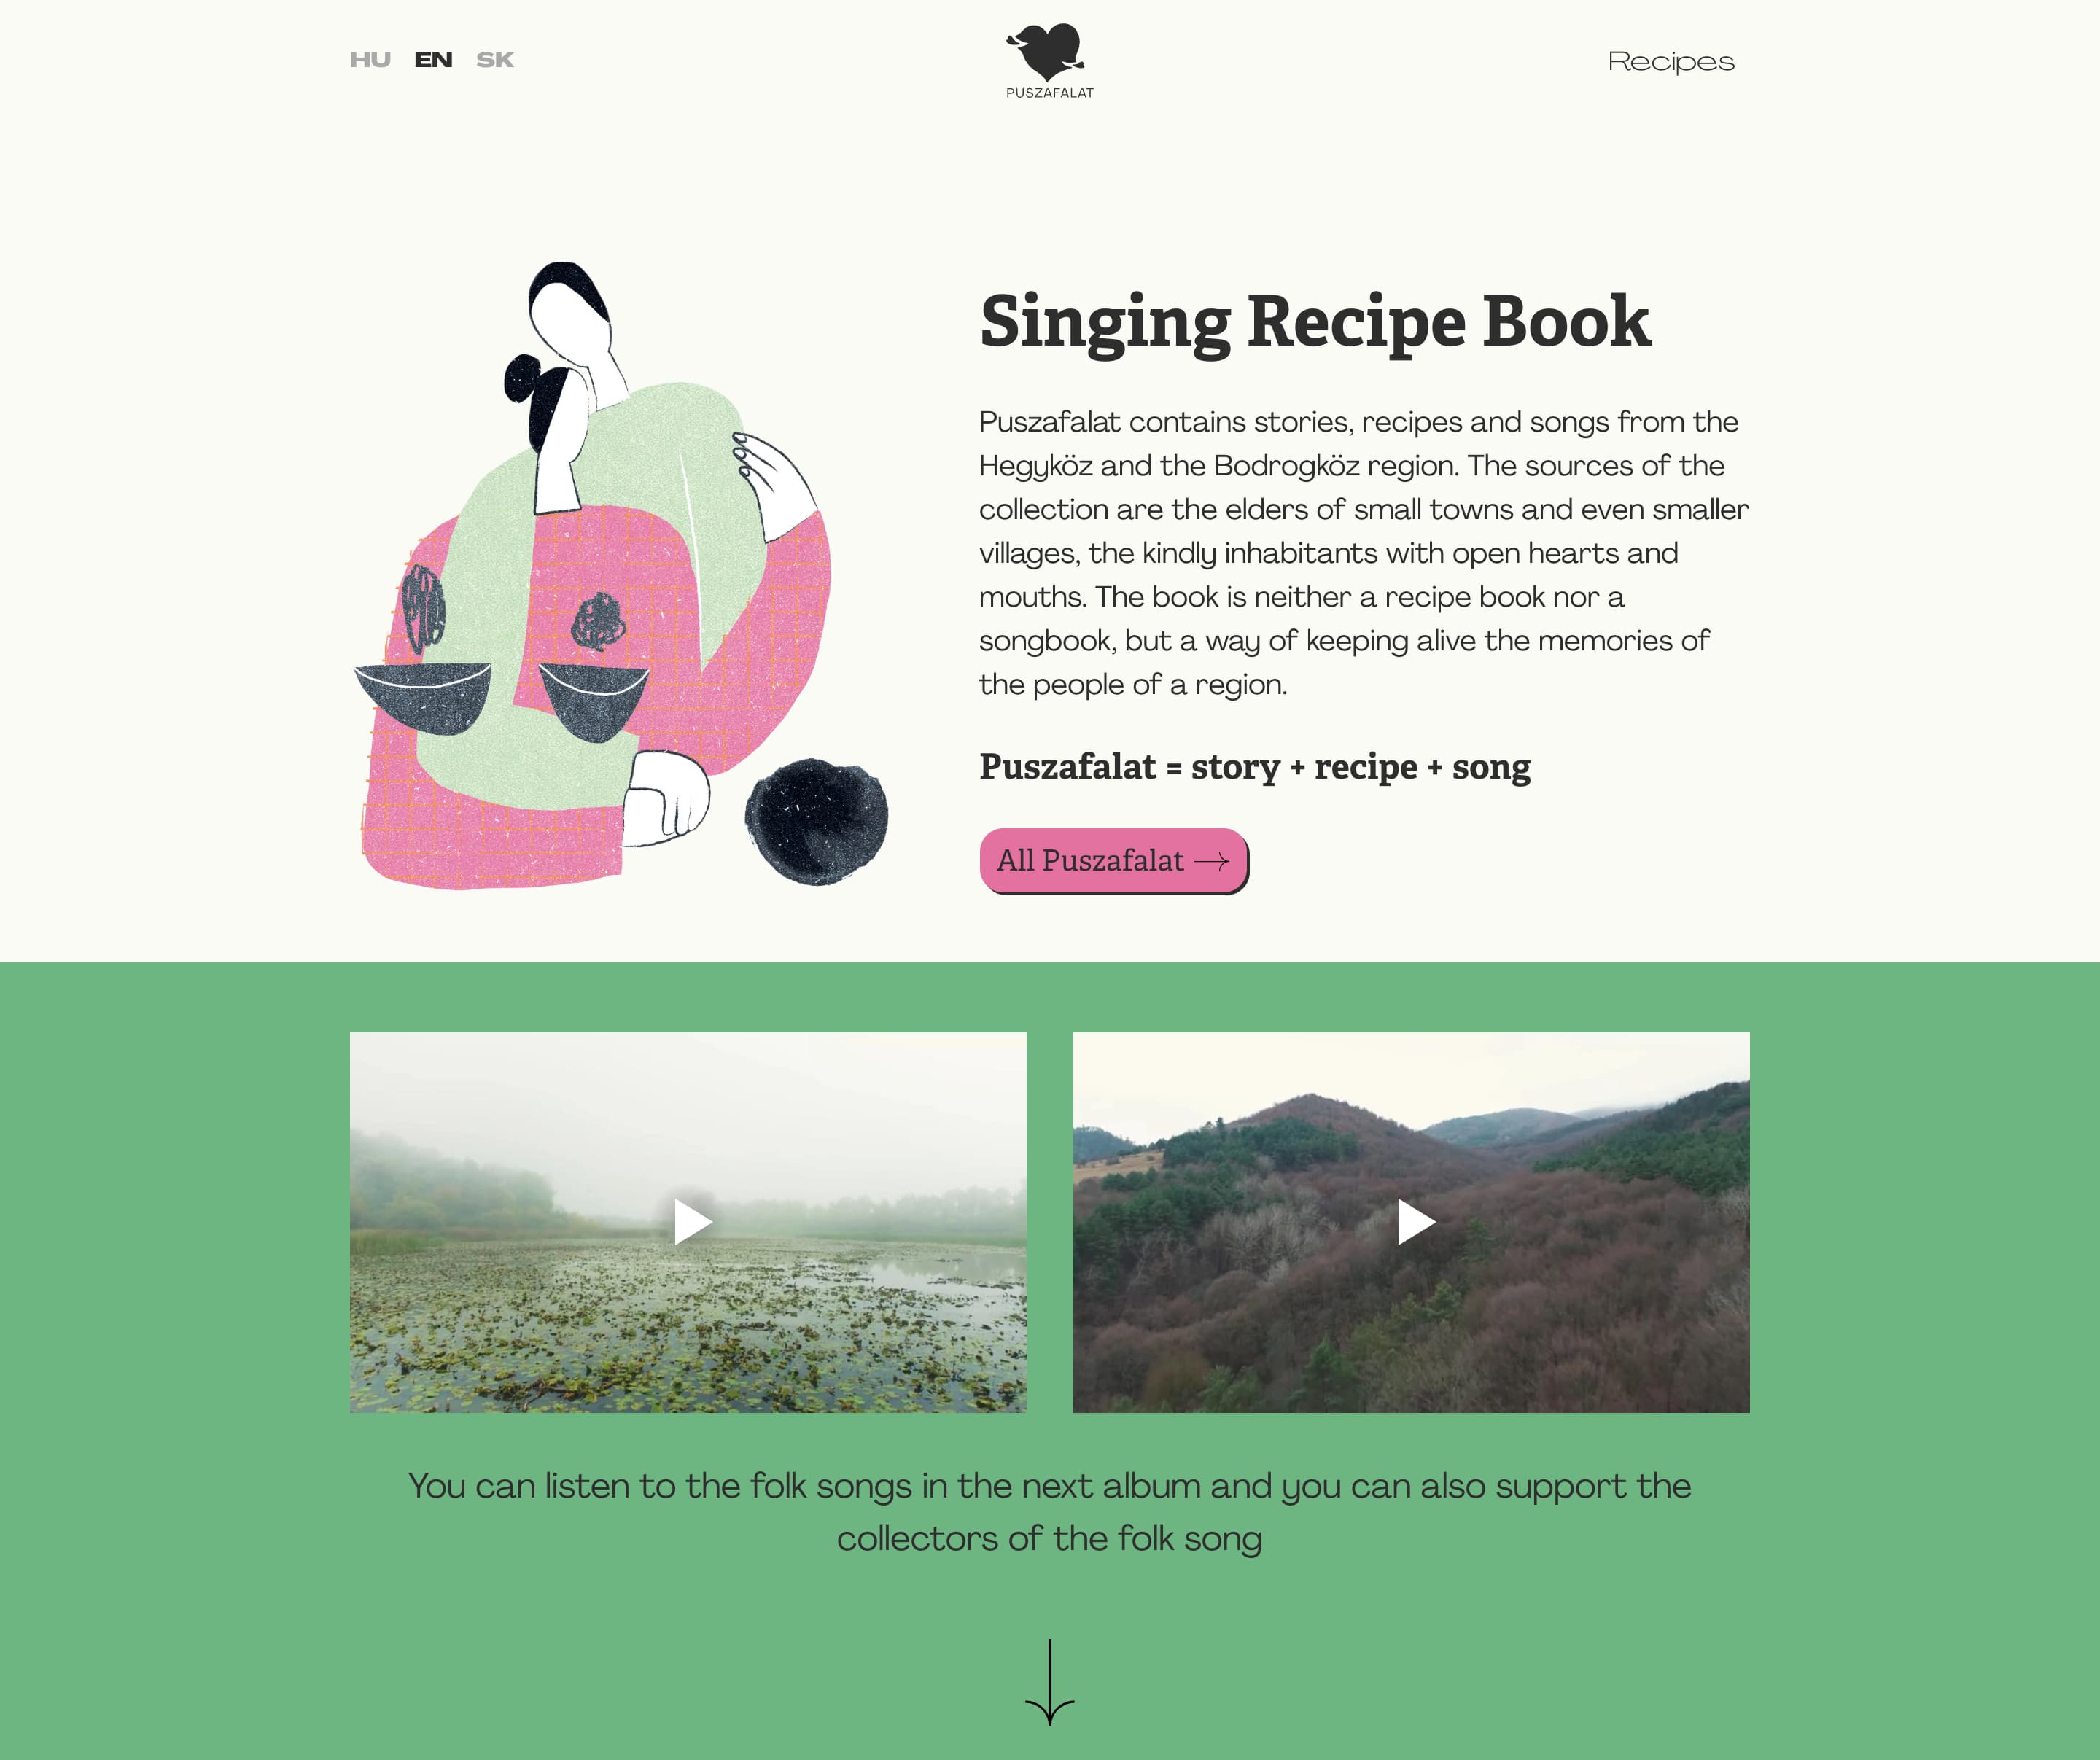 HU EN SK
PUSZAFALAT
Recipes
Singing Recipe Book
Puszafalat contains stories, recipes and songs from the
Hegyköz and the Bodrogköz region. The sources of the
collection are the elders of small towns and even smaller
villages, the kindly inhabitants with open hearts and
mouths. The book is neither a recipe book nor a
songbook, but a way of keeping alive the memories of
the people of a region.
Puszafalat = story + recipe + song
All Puszafalat →
You can listen to the folk songs in the next album and you can also support the
collectors of the folk song